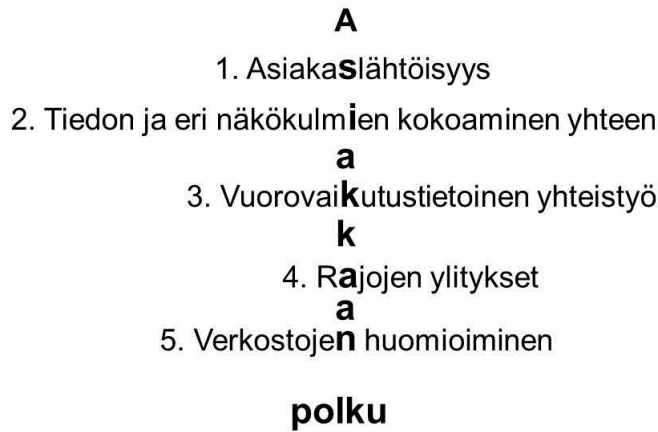 A
1. Asiakaslähtöisyys
2. Tiedon ja eri näkökulmien kokoaminen yhteen
a
3. Vuorovaikutustietoinen yhteistyö
k
4. Rajojen ylitykset
a
5. Verkostojen huomioiminen
polku